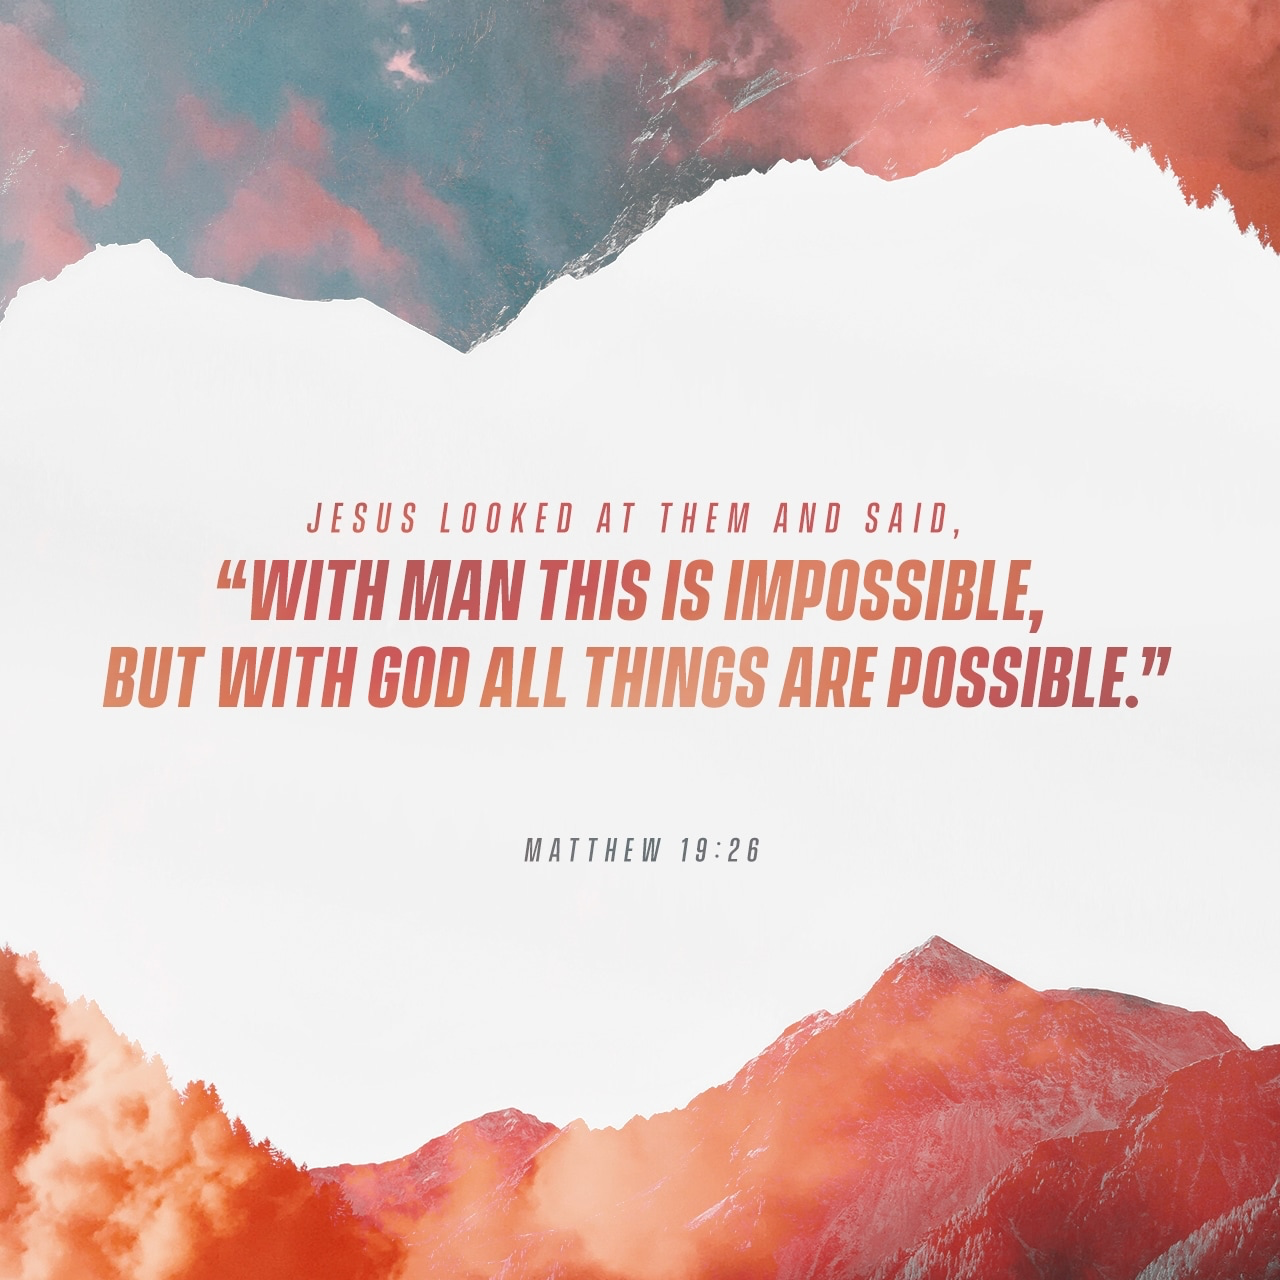 JESUS LOOKED AT THEM AND SAID,
“WITH MAN THIS IS IMPOSSIBLE,
BUT WITH GOD ALL THINGS ARE POSSIBLE.”
MATTHEW 19:26